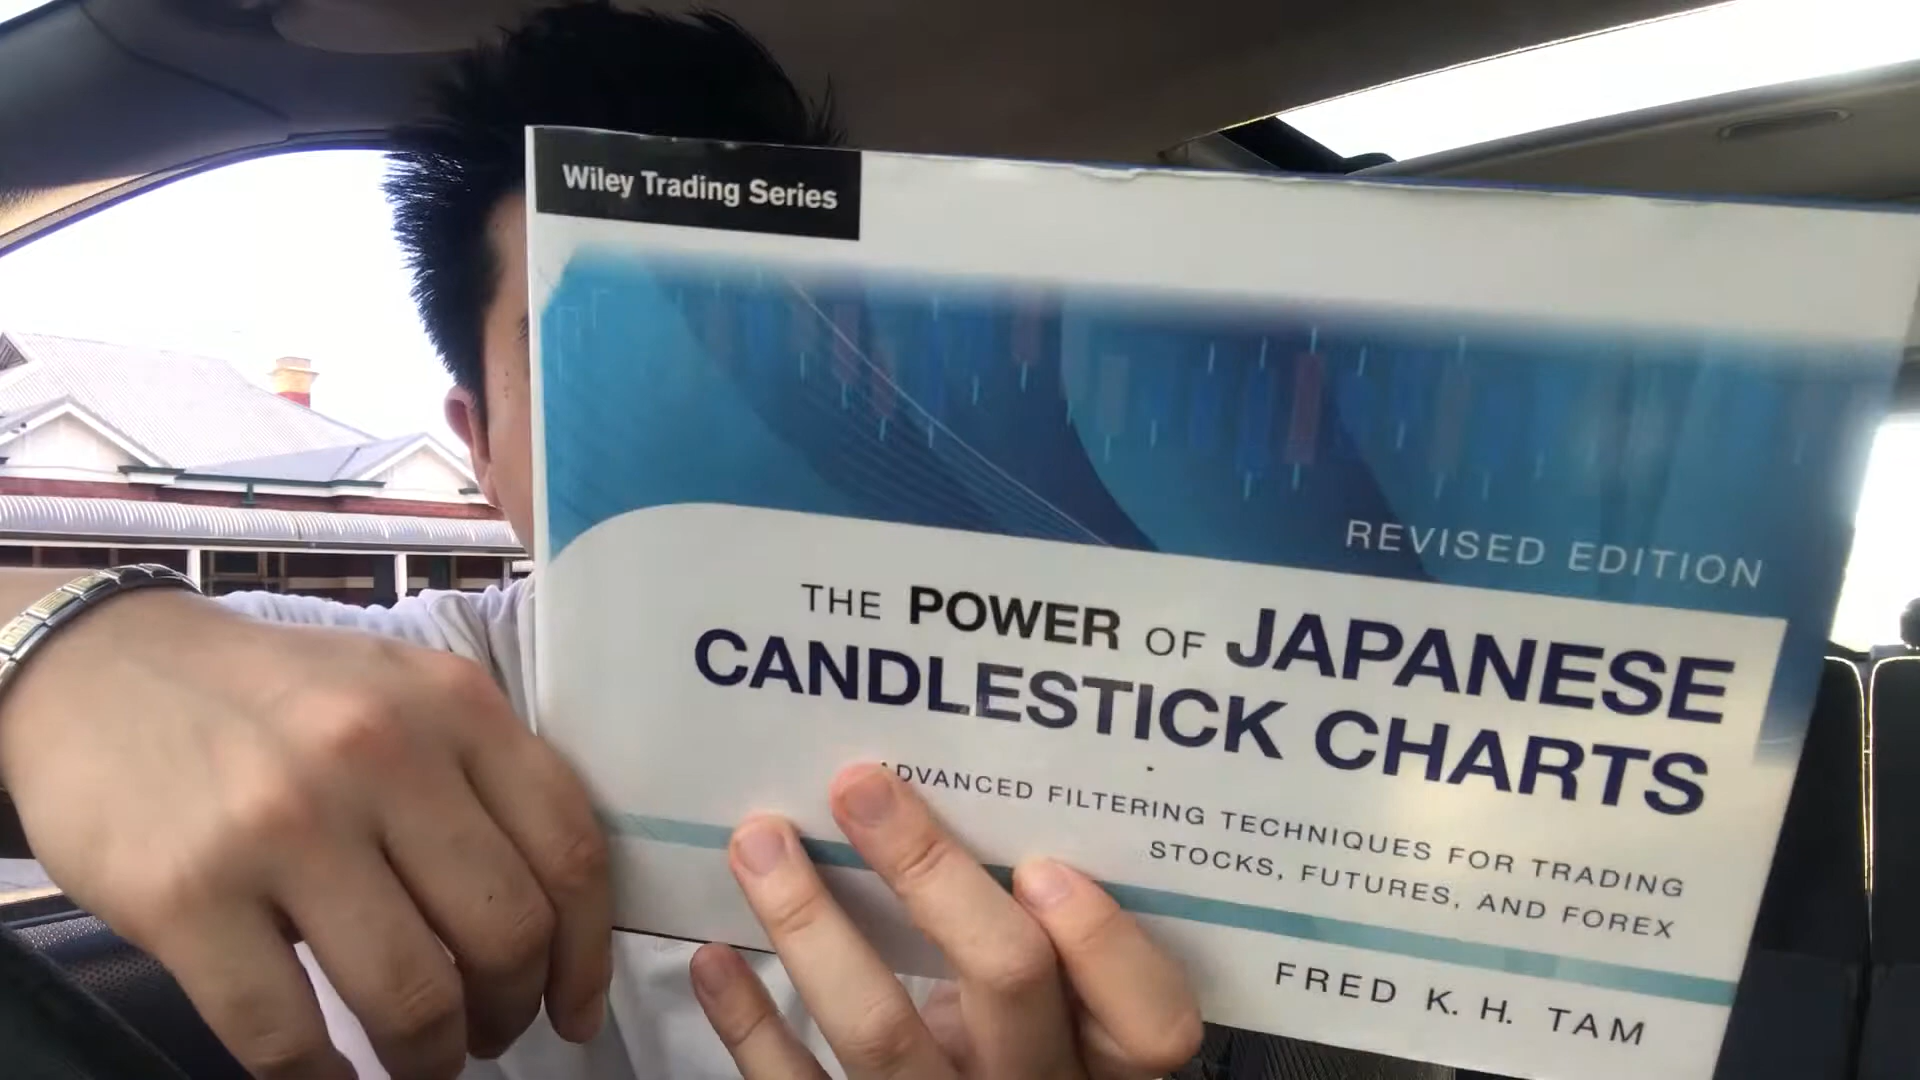 Wiley Trading Series
REVISED EDITION
THE POWER OF JAPANESE
CANDLESTICK CHARTS
ADVANCED FILTERING TECHNIQUES FOR TRADING
STOCKS, FUTURES, AND FOREX
FRED K. H. TAM